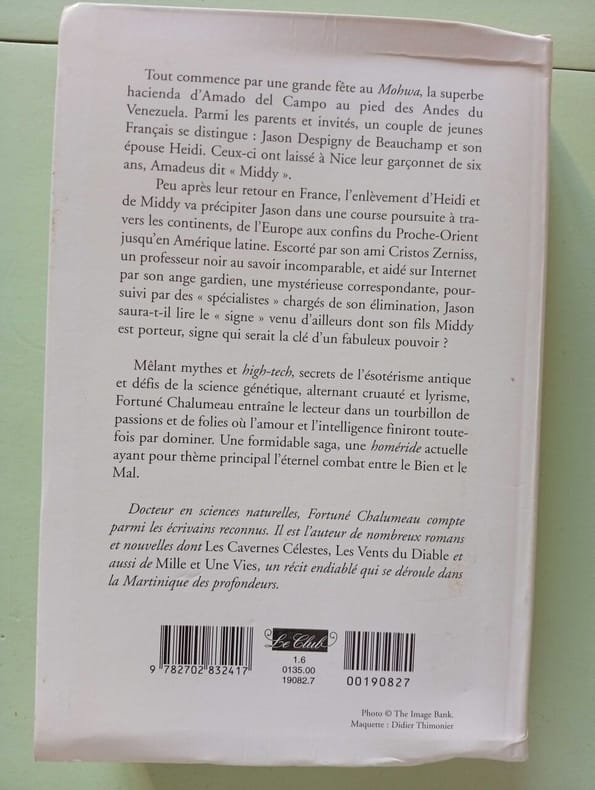 Tout commence par une grande fête au Mohwa, la superbe
hacienda d'Amado del Campo au pied des Andes du
Venezuela. Parmi les parents et invités, un couple de jeunes
Français se distingue : Jason Despigny de Beauchamp et son
épouse Heidi. Ceux-ci ont laissé à Nice leur garçonnet de six
ans, Amadeus dit « Middy ».
Peu après leur retour en France, l'enlèvement d'Heidi et
de Middy va précipiter Jason dans une course poursuite à tra-
vers les continents, de l'Europe aux confins du Proche-Orient
jusqu'en Amérique latine. Escorté par son ami Cristos Zerniss,
un professeur noir au savoir incomparable, et aidé sur Internet
par son ange gardien, une mystérieuse correspondante, pour-
suivi par des « spécialistes » chargés de son élimination, Jason
saura-t-il lire le « signe » venu d'ailleurs dont son fils Middy
est porteur, signe qui serait la clé d'un fabuleux pouvoir ?
Mêlant mythes et high-tech, secrets de l'ésotérisme antique
et défis de la science génétique, alternant cruauté et lyrisme,
Fortuné Chalumeau entraîne le lecteur dans un tourbillon de
passions et de folies où l'amour et l'intelligence finiront toute-
fois par dominer. Une formidable saga, une homéride actuelle
ayant pour thème principal l'éternel combat entre le Bien et le
Mal.
Docteur en sciences naturelles, Fortuné Chalumeau compte
parmi les écrivains reconnus. Il est l'auteur de nombreux romans
et nouvelles dont Les Cavernes Célestes, Les Vents du Diable et
aussi de Mille et Une Vies, un récit endiablé qui se déroule dans
la Martinique des profondeurs.
Le Club
1.6
0135.00
19082.7
9 782702 832417
00190827
Photo © The Image Bank.
Maquette : Didier Thimonier